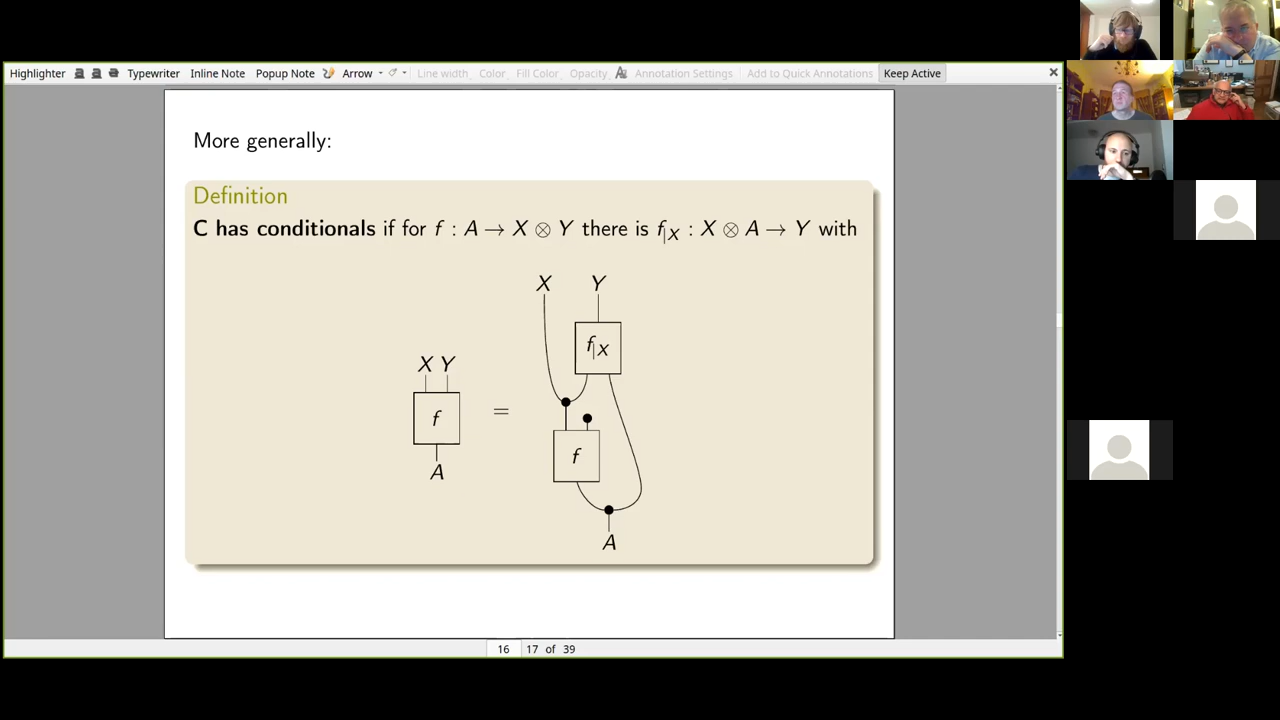 Highlighter Typewriter Inline Note Popup Note Arrow Line width Color Fill Color Opacity Annotation Settings Add to Quick Annotations Keep Active
More generally:
Definition
C has conditionals if for f : A → X ⊗ Y there is f|X : X ⊗ A → Y with
X Y
f|X
X Y
f
=
f
A
A
16 17 of 39